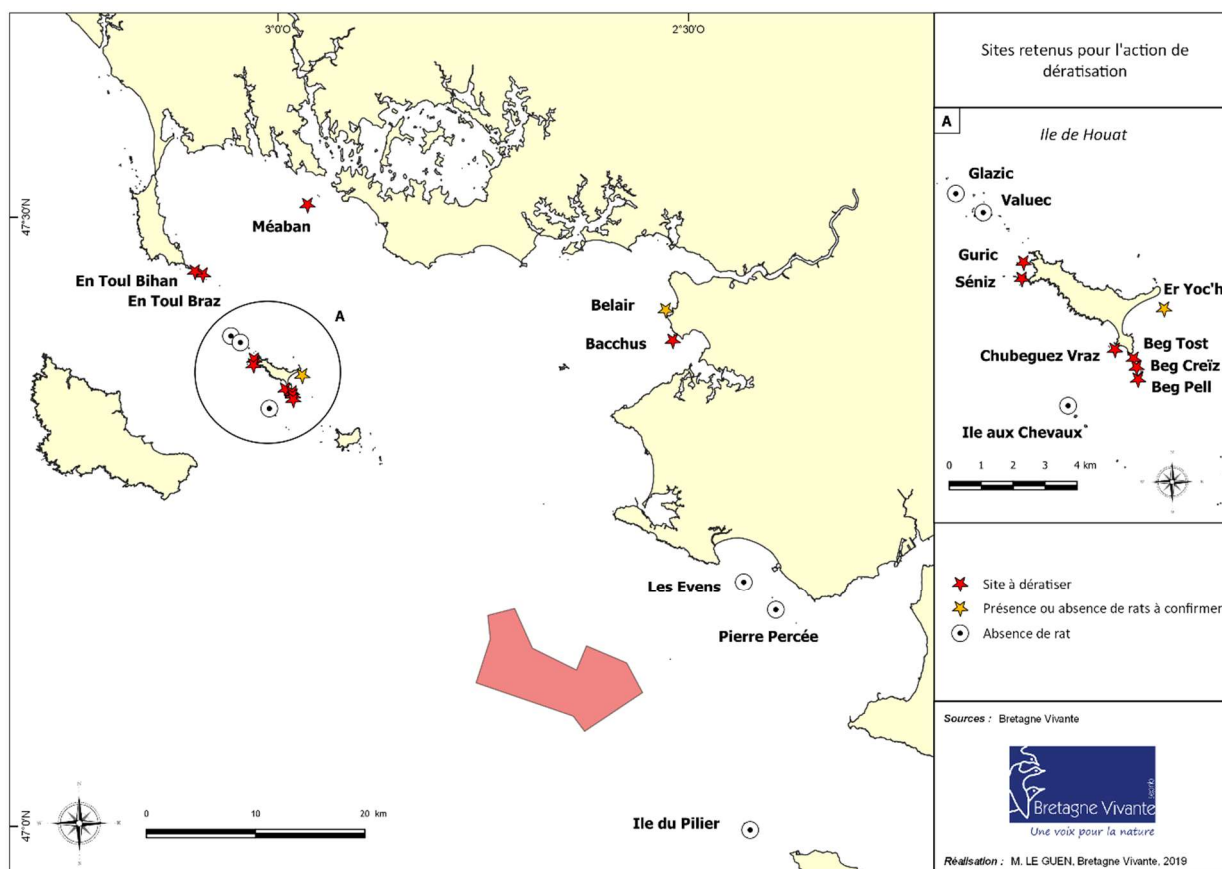 3°0'O
2°30'O
47°30'N
47°0'N
Méaban
En Toul Bihan
En Toul Braz
A
Belair
Bacchus
Les Evens
Pierre Percée
Ile du Pilier
0 10 20 km
Sites retenus pour l'action de
dératisation
A
Ile de Houat
Glazic
Valuec
Guric
Séniz
Er Yoc'h
Chubeguez Vraz
Beg Tost
Beg Creïz
Beg Pell
Ile aux Chevaux
0 1 2 3 4 km
Site à dératiser
Présence ou absence de rats à confirmer
Absence de rat
Sources : Bretagne Vivante
Bretagne Vivante
Une voix pour la nature
Réalisation : M. LE GUEN, Bretagne Vivante, 2019